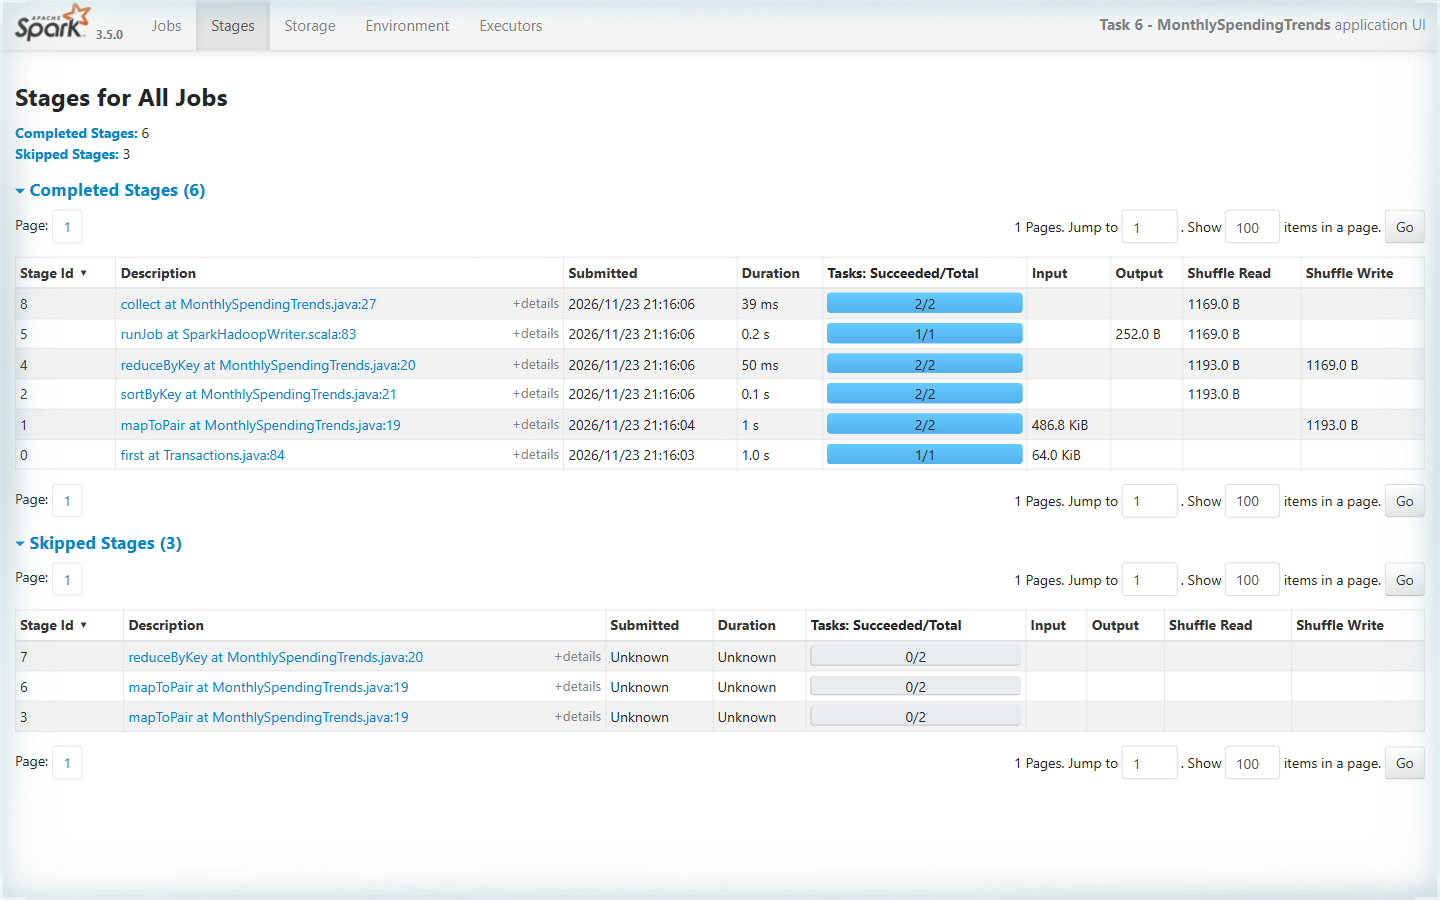 APACHE Spark 3.5.0 Jobs Stages Storage Environment Executors Task 6 - MonthlySpendingTrends application UI
Stages for All Jobs
Completed Stages: 6
Skipped Stages: 3
Completed Stages (6)
Page: 1 1 Pages. Jump to 1 . Show 100 items in a page. Go
Stage Id ▾ Description Submitted Duration Tasks: Succeeded/Total Input Output Shuffle Read Shuffle Write
8 collect at MonthlySpendingTrends.java:27 +details 2026/11/23 21:16:06 39 ms 2/2 1169.0 B
5 runJob at SparkHadoopWriter.scala:83 +details 2026/11/23 21:16:06 0.2 s 1/1 252.0 B 1169.0 B
4 reduceByKey at MonthlySpendingTrends.java:20 +details 2026/11/23 21:16:06 50 ms 2/2 1193.0 B 1169.0 B
2 sortByKey at MonthlySpendingTrends.java:21 +details 2026/11/23 21:16:06 0.1 s 2/2 1193.0 B
1 mapToPair at MonthlySpendingTrends.java:19 +details 2026/11/23 21:16:04 1 s 2/2 486.8 KiB 1193.0 B
0 first at Transactions.java:84 +details 2026/11/23 21:16:03 1.0 s 1/1 64.0 KiB
Page: 1 1 Pages. Jump to 1 . Show 100 items in a page. Go
Skipped Stages (3)
Page: 1 1 Pages. Jump to 1 . Show 100 items in a page. Go
Stage Id ▾ Description Submitted Duration Tasks: Succeeded/Total Input Output Shuffle Read Shuffle Write
7 reduceByKey at MonthlySpendingTrends.java:20 +details Unknown Unknown 0/2
6 mapToPair at MonthlySpendingTrends.java:19 +details Unknown Unknown 0/2
3 mapToPair at MonthlySpendingTrends.java:19 +details Unknown Unknown 0/2
Page: 1 1 Pages. Jump to 1 . Show 100 items in a page. Go